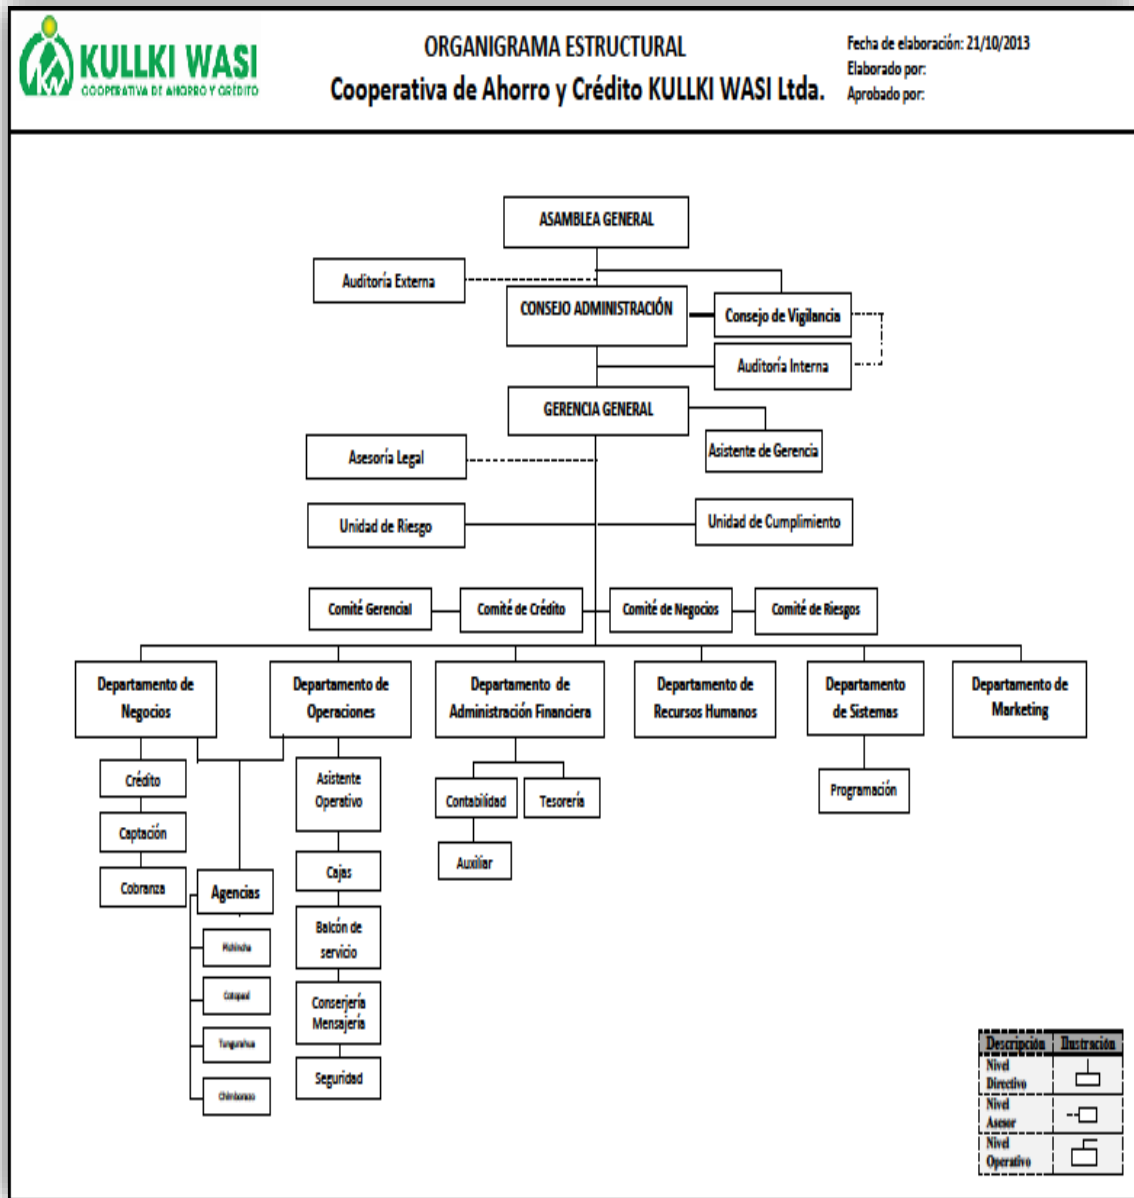 KULLKI WASI
COOPERATIVA DE AHORRO Y CRÉDITO
ORGANIGRAMA ESTRUCTURAL
Cooperativa de Ahorro y Crédito KULLKI WASI Ltda.
Fecha de elaboración: 21/10/2013
Elaborado por:
Aprobado por:
ASAMBLEA GENERAL
Auditoría Externa
CONSEJO ADMINISTRACIÓN
Consejo de Vigilancia
Auditoría Interna
GERENCIA GENERAL
Asistente de Gerencia
Asesoría Legal
Unidad de Riesgo
Unidad de Cumplimiento
Comité Gerencial
Comité de Crédito
Comité de Negocios
Comité de Riesgos
Departamento de
Negocios
Departamento de
Operaciones
Departamento de
Administración Financiera
Departamento de
Recursos Humanos
Departamento
de Sistemas
Departamento de
Marketing
Crédito
Captación
Cobranza
Agencias
Pichincha
Cotopaxi
Tungurahua
Chimborazo
Asistente
Operativo
Cajas
Balcón de
servicio
Conserjería
Mensajería
Seguridad
Contabilidad
Tesorería
Auxiliar
Programación
Descripción Ilustración
Nivel
Directivo
Nivel
Asesor
Nivel
Operativo